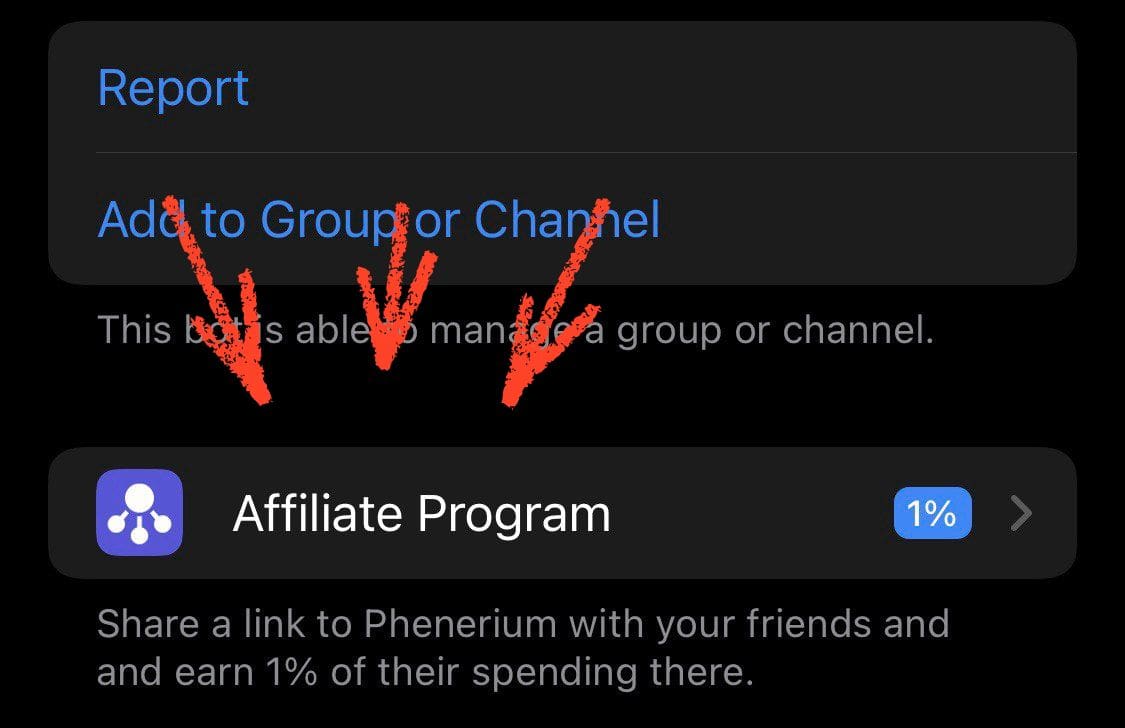 Report
Add to Group or Channel
This bot is able to manage a group or channel.
Affiliate Program 1%
Share a link to Phenerium with your friends and
and earn 1% of their spending there.